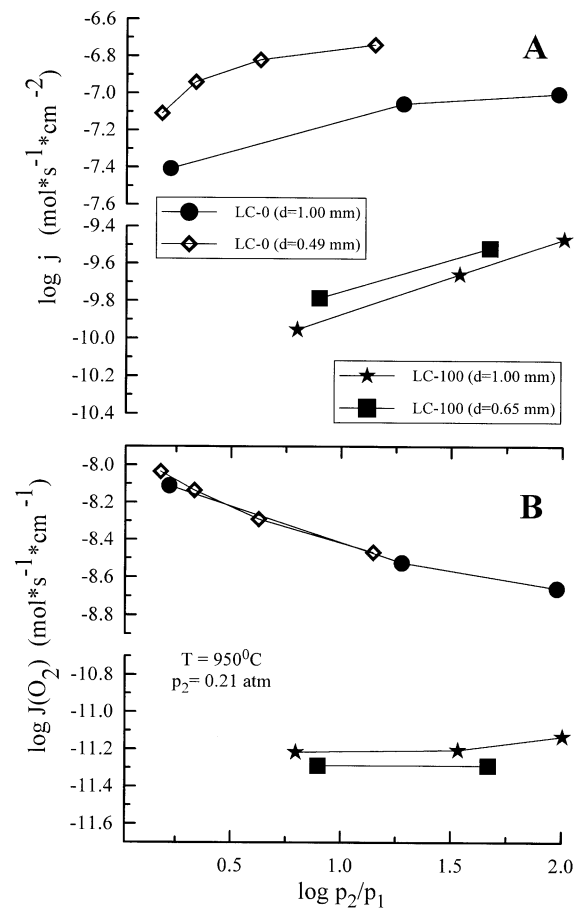 A
-6.6
-6.8
-7.0
-7.2
-7.4
-7.6
-9.4
-9.6
-9.8
-10.0
-10.2
-10.4
log j (mol*s⁻¹*cm⁻²)
LC-0 (d=1.00 mm)
LC-0 (d=0.49 mm)
LC-100 (d=1.00 mm)
LC-100 (d=0.65 mm)
B
-8.0
-8.2
-8.4
-8.6
-8.8
-10.8
-11.0
-11.2
-11.4
-11.6
log J(O₂) (mol*s⁻¹*cm⁻¹)
T = 950⁰C
p₂= 0.21 atm
0.5
1.0
1.5
2.0
log p₂/p₁